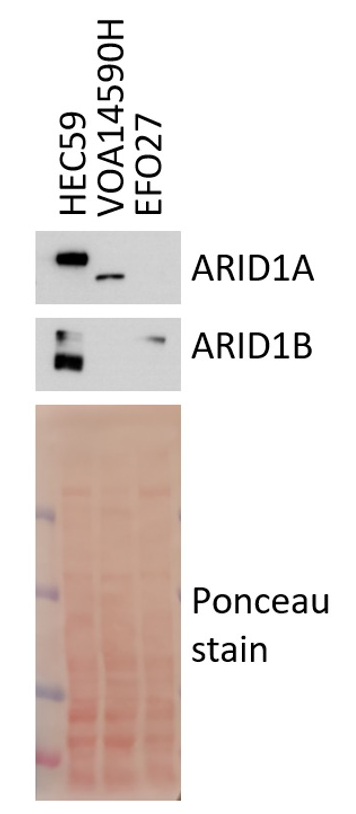 HEC59
VOA14590H
EFO27
ARID1A
ARID1B
Ponceau
stain